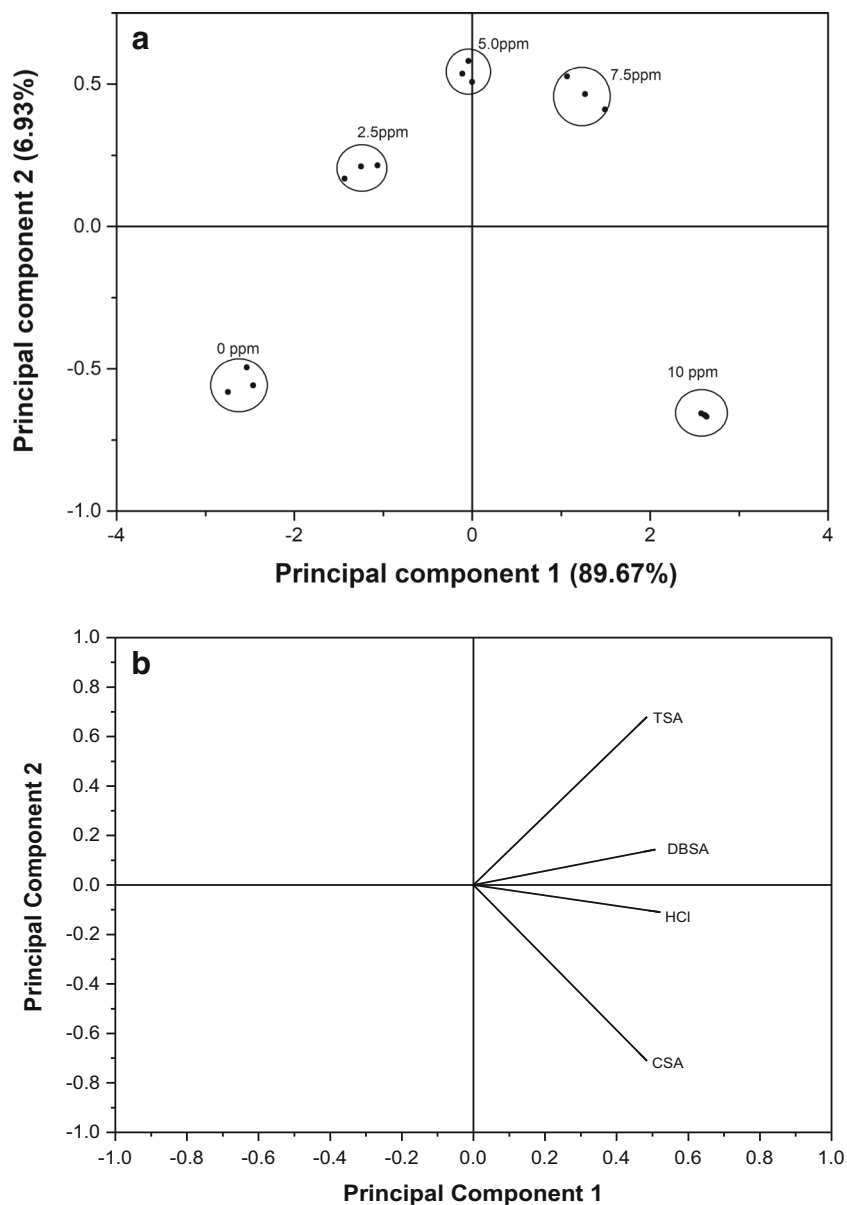 a
5.0ppm
7.5ppm
2.5ppm
0 ppm
10 ppm
0.5
0.0
-0.5
-1.0
-4
-2
0
2
4
Principal component 2 (6.93%)
Principal component 1 (89.67%)
b
TSA
DBSA
HCl
CSA
1.0
0.8
0.6
0.4
0.2
0.0
-0.2
-0.4
-0.6
-0.8
-1.0
-1.0
-0.8
-0.6
-0.4
-0.2
0.0
0.2
0.4
0.6
0.8
1.0
Principal Component 2
Principal Component 1